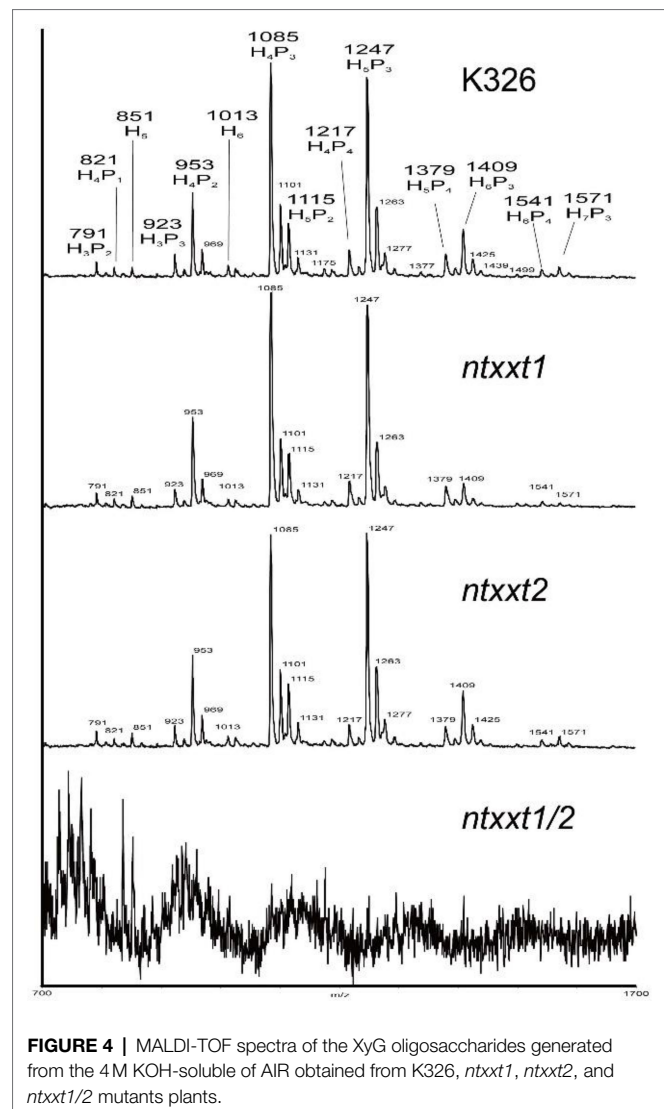 K326
1085
H₄P₃
1247
H₅P₃
851
H₅
1013
H₆
821
H₄P₁
953
H₄P₂
1217
H₄P₄
1379
H₅P₄
1409
H₆P₃
791
H₃P₂
923
H₃P₃
1101
1115
H₅P₂
1263
1541
H₆P₄
1571
H₇P₃
969
1131
1175
1277
1377
1425
1439
1499
ntxxt1
1085
1247
953
1101
1115
1263
791
821
851
923
969
1013
1131
1217
1379
1409
1541
1571
ntxxt2
1085
1247
953
1101
1115
1263
791
821
851
923
969
1013
1131
1217
1277
1379
1409
1425
1541
1571
ntxxt1/2
700
m/z
1700
FIGURE 4 | MALDI-TOF spectra of the XyG oligosaccharides generated
from the 4 M KOH-soluble of AIR obtained from K326, ntxxt1, ntxxt2, and
ntxxt1/2 mutants plants.